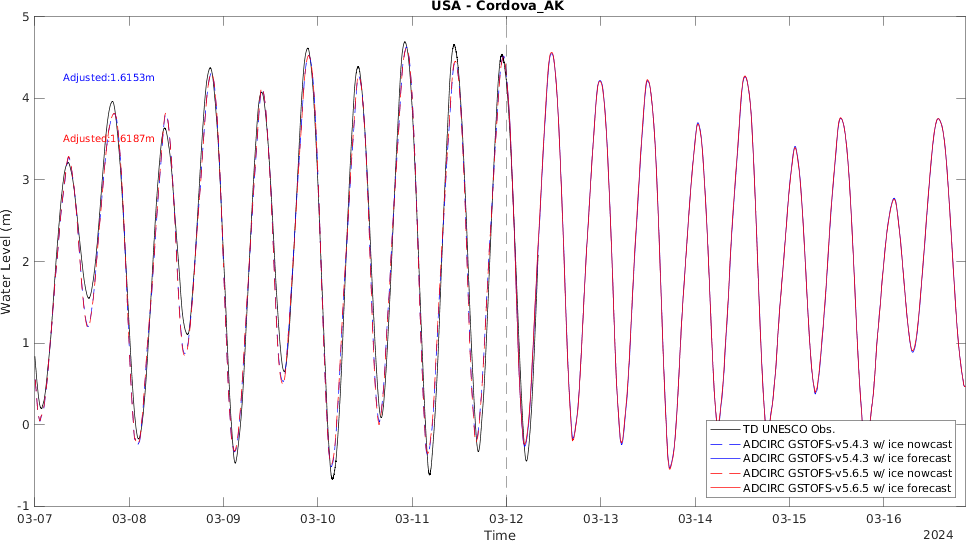 USA - Cordova_AK
5
4
3
2
1
0
-1
Water Level (m)
Adjusted:1.6153m
Adjusted:1.6187m
TD UNESCO Obs.
ADCIRC GSTOFS-v5.4.3 w/ ice nowcast
ADCIRC GSTOFS-v5.4.3 w/ ice forecast
ADCIRC GSTOFS-v5.6.5 w/ ice nowcast
ADCIRC GSTOFS-v5.6.5 w/ ice forecast
03-07 03-08 03-09 03-10 03-11 03-12 03-13 03-14 03-15 03-16
Time
2024